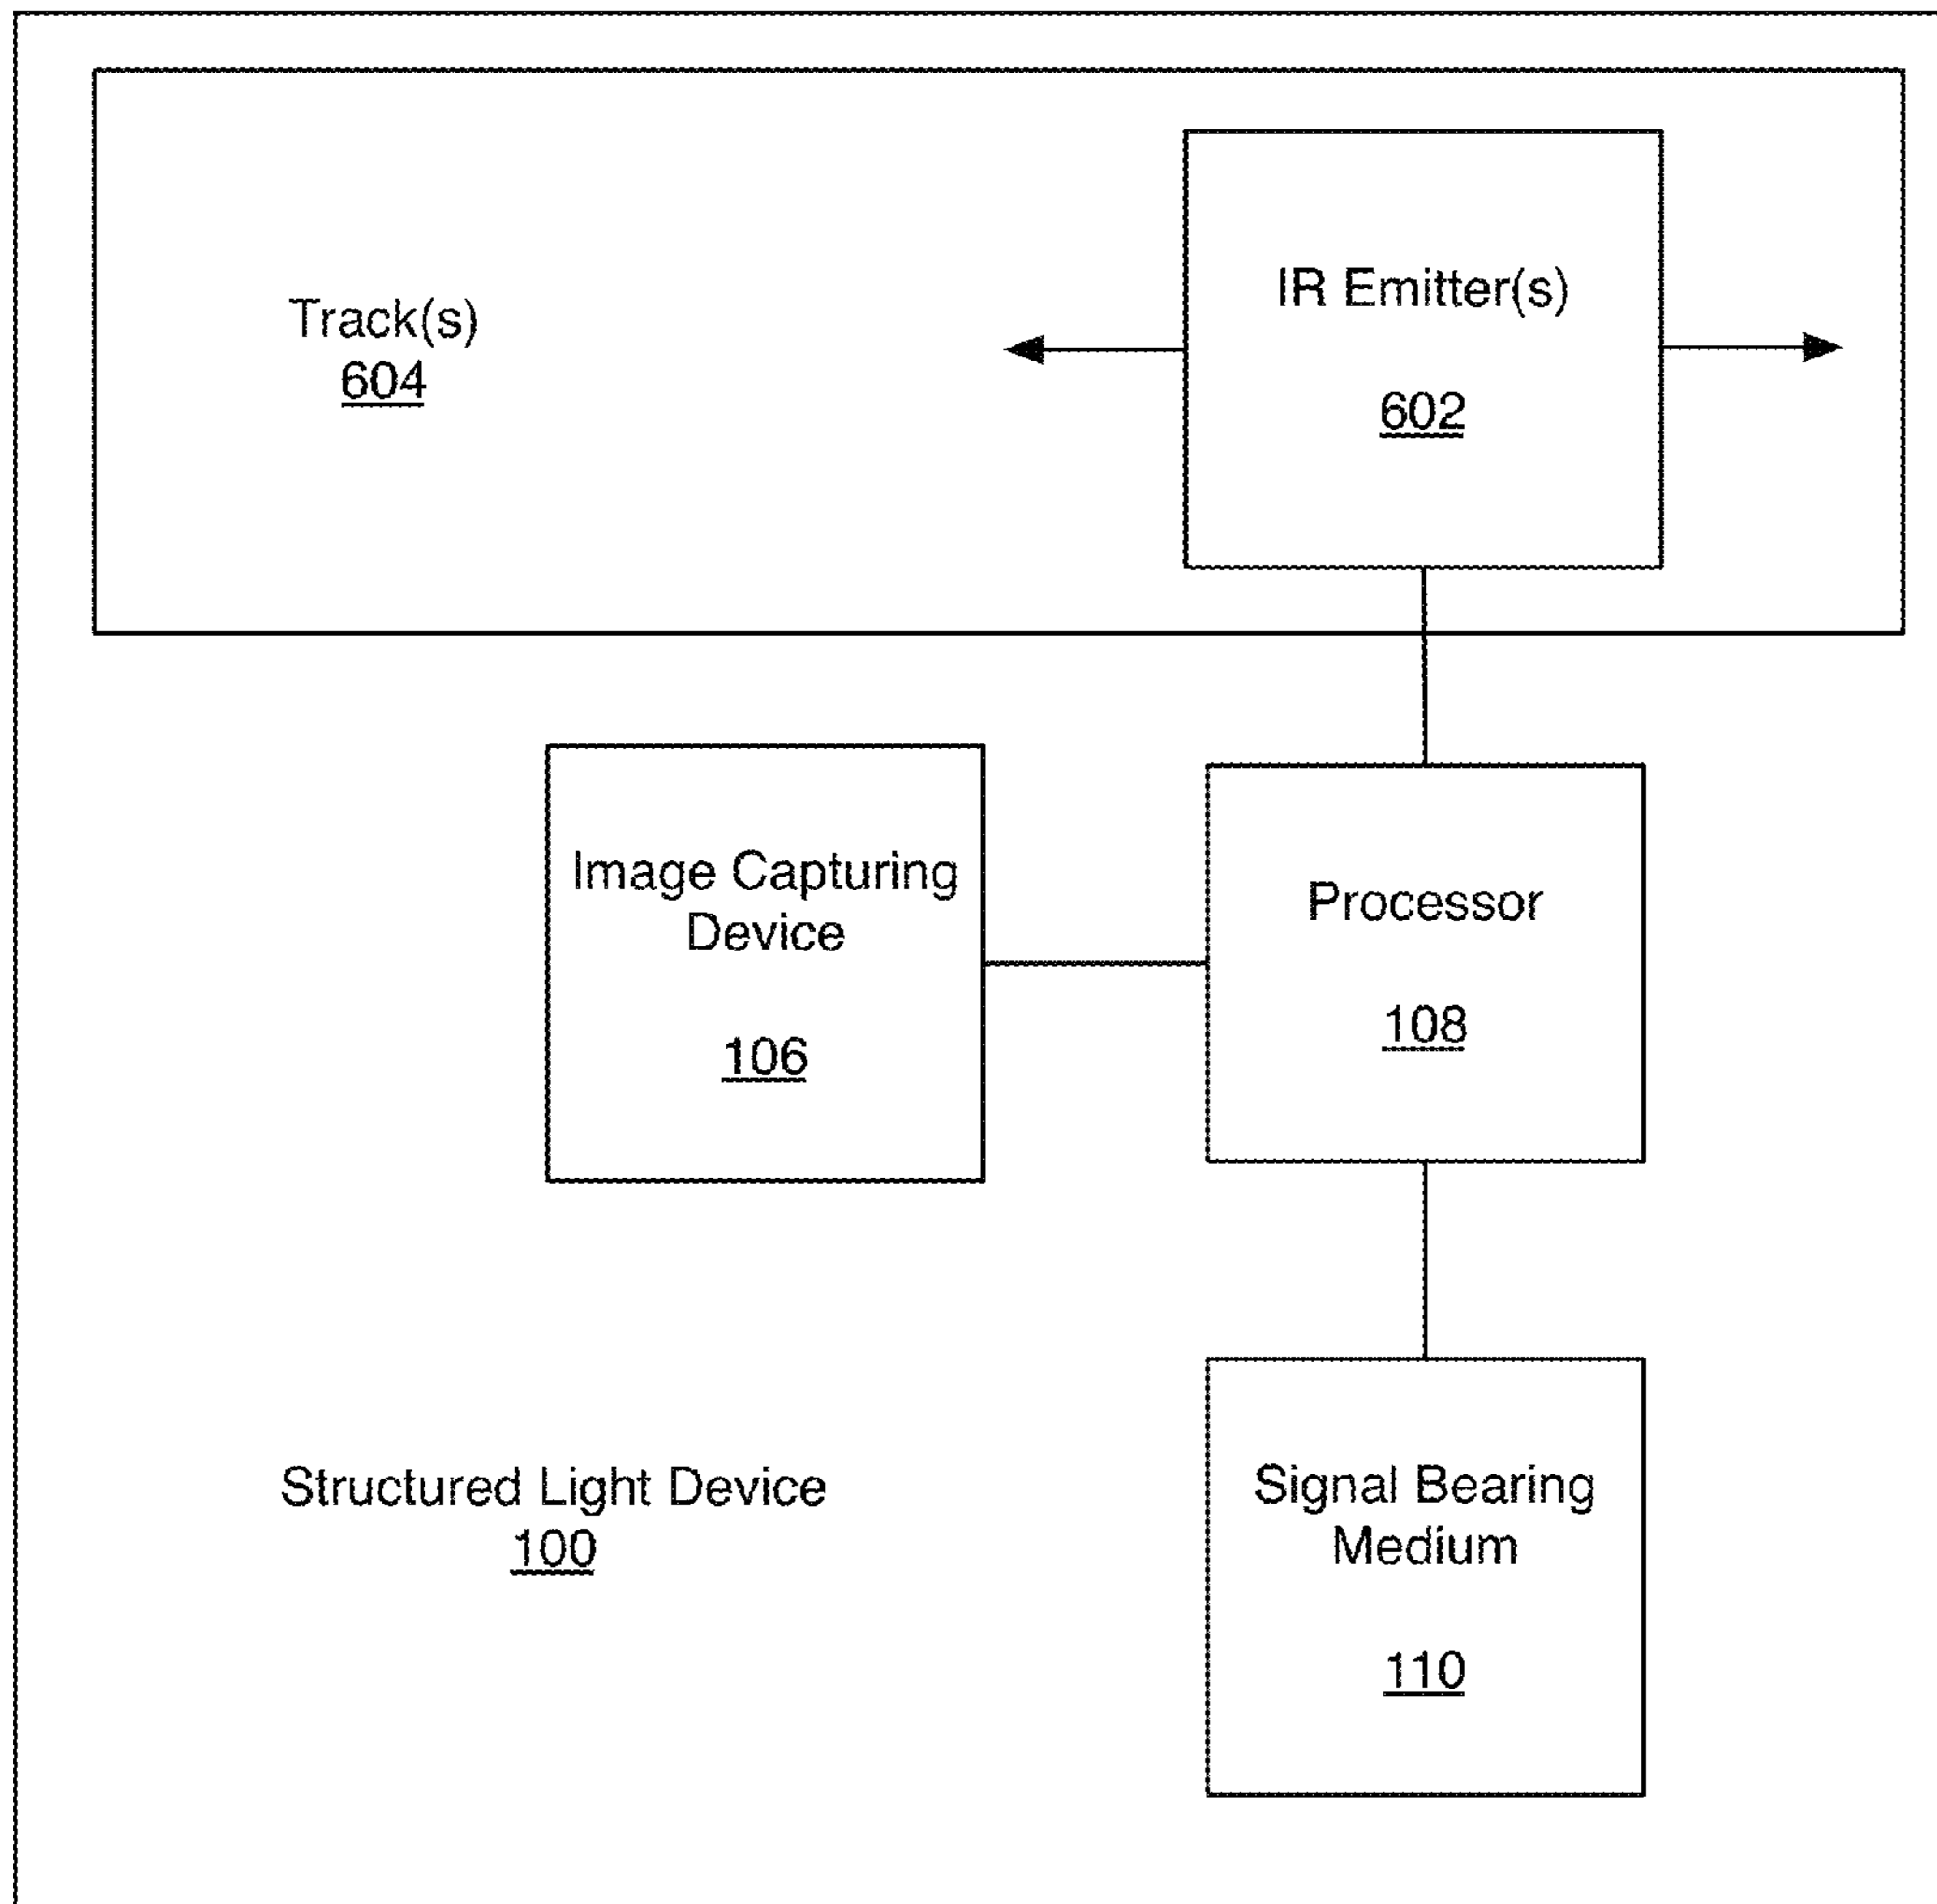 Track(s)
604
IR Emitter(s)
602
Image Capturing
Device
106
Processor
108
Structured Light Device
100
Signal Bearing
Medium
110